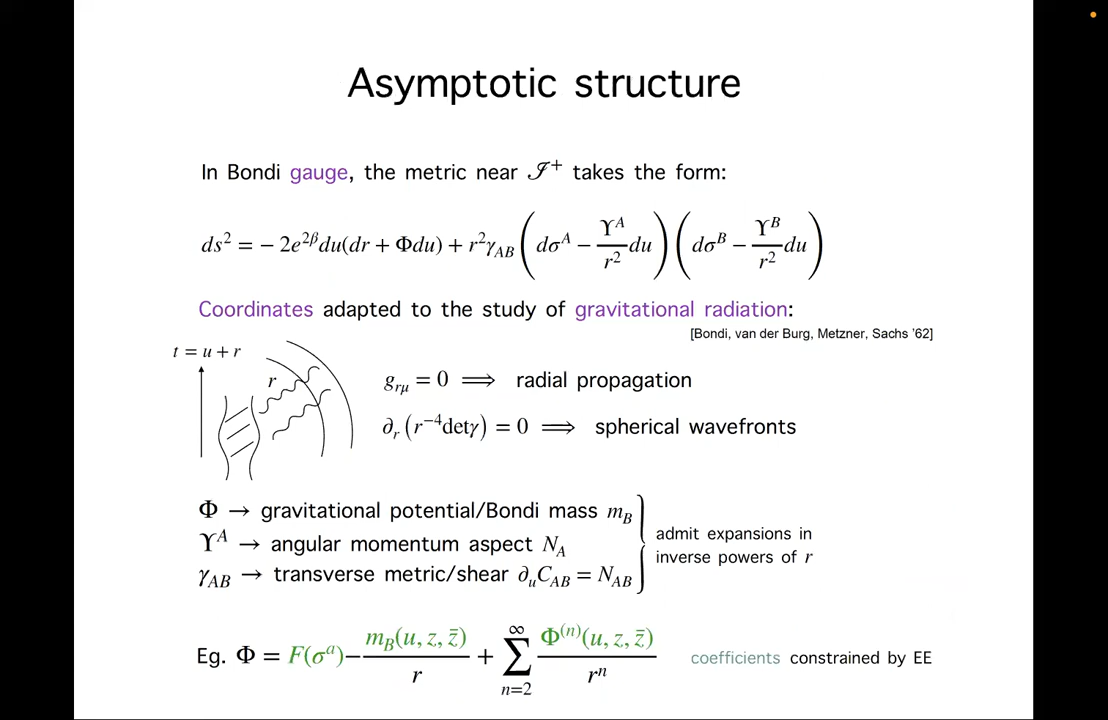 Asymptotic structure
In Bondi gauge, the metric near 𝓘⁺ takes the form:
ds² = − 2e^{2β}du(dr + Φdu) + r²γ_{AB} (dσ^A − Υ^A/r² du) (dσ^B − Υ^B/r² du)
Coordinates adapted to the study of gravitational radiation:
[Bondi, van der Burg, Metzner, Sachs '62]
t = u + r
r
g_{rμ} = 0 ⟹ radial propagation
∂_r (r^{−4}detγ) = 0 ⟹ spherical wavefronts
Φ → gravitational potential/Bondi mass m_B
Υ^A → angular momentum aspect N_A
γ_{AB} → transverse metric/shear ∂_uC_{AB} = N_{AB}
admit expansions in
inverse powers of r
Eg. Φ = F(σ^a)− m_B(u, z, z̄)/r + ∑_{n=2}^{∞} Φ^{(n)}(u, z, z̄)/r^n
coefficients constrained by EE